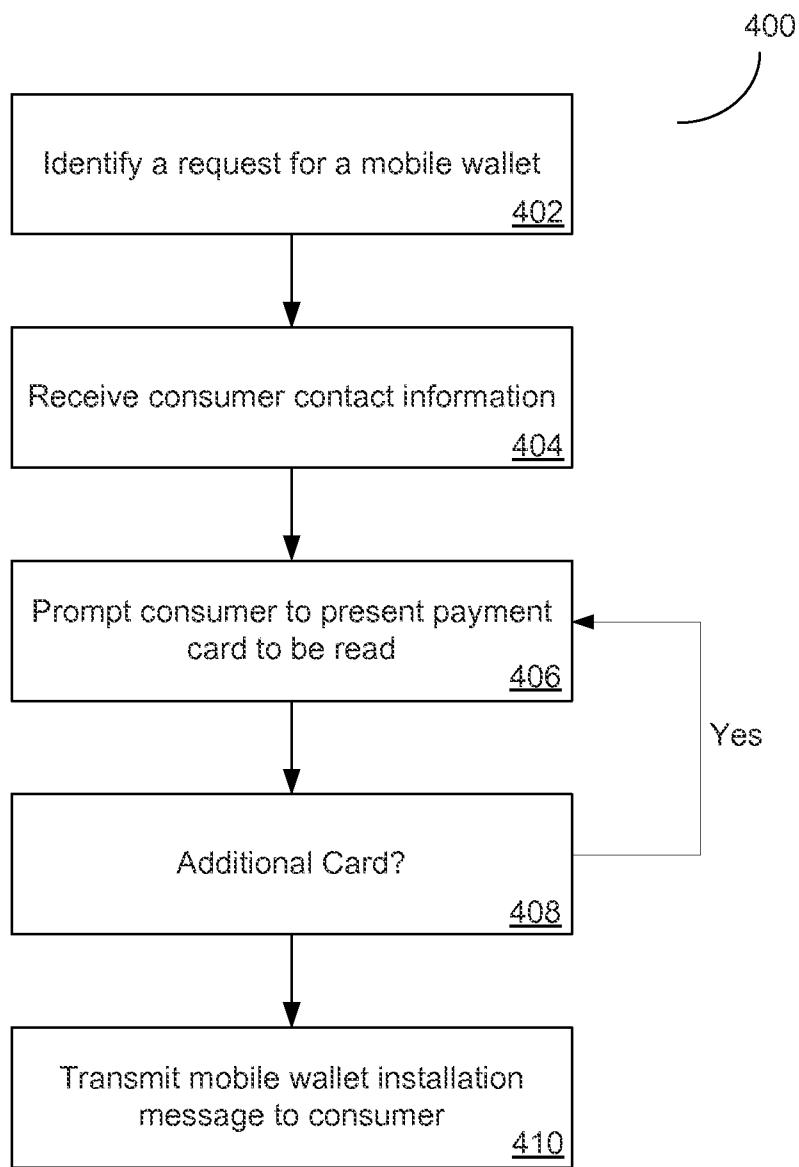 400
Identify a request for a mobile wallet
402
Receive consumer contact information
404
Prompt consumer to present payment
card to be read
406
Yes
Additional Card?
408
Transmit mobile wallet installation
message to consumer
410